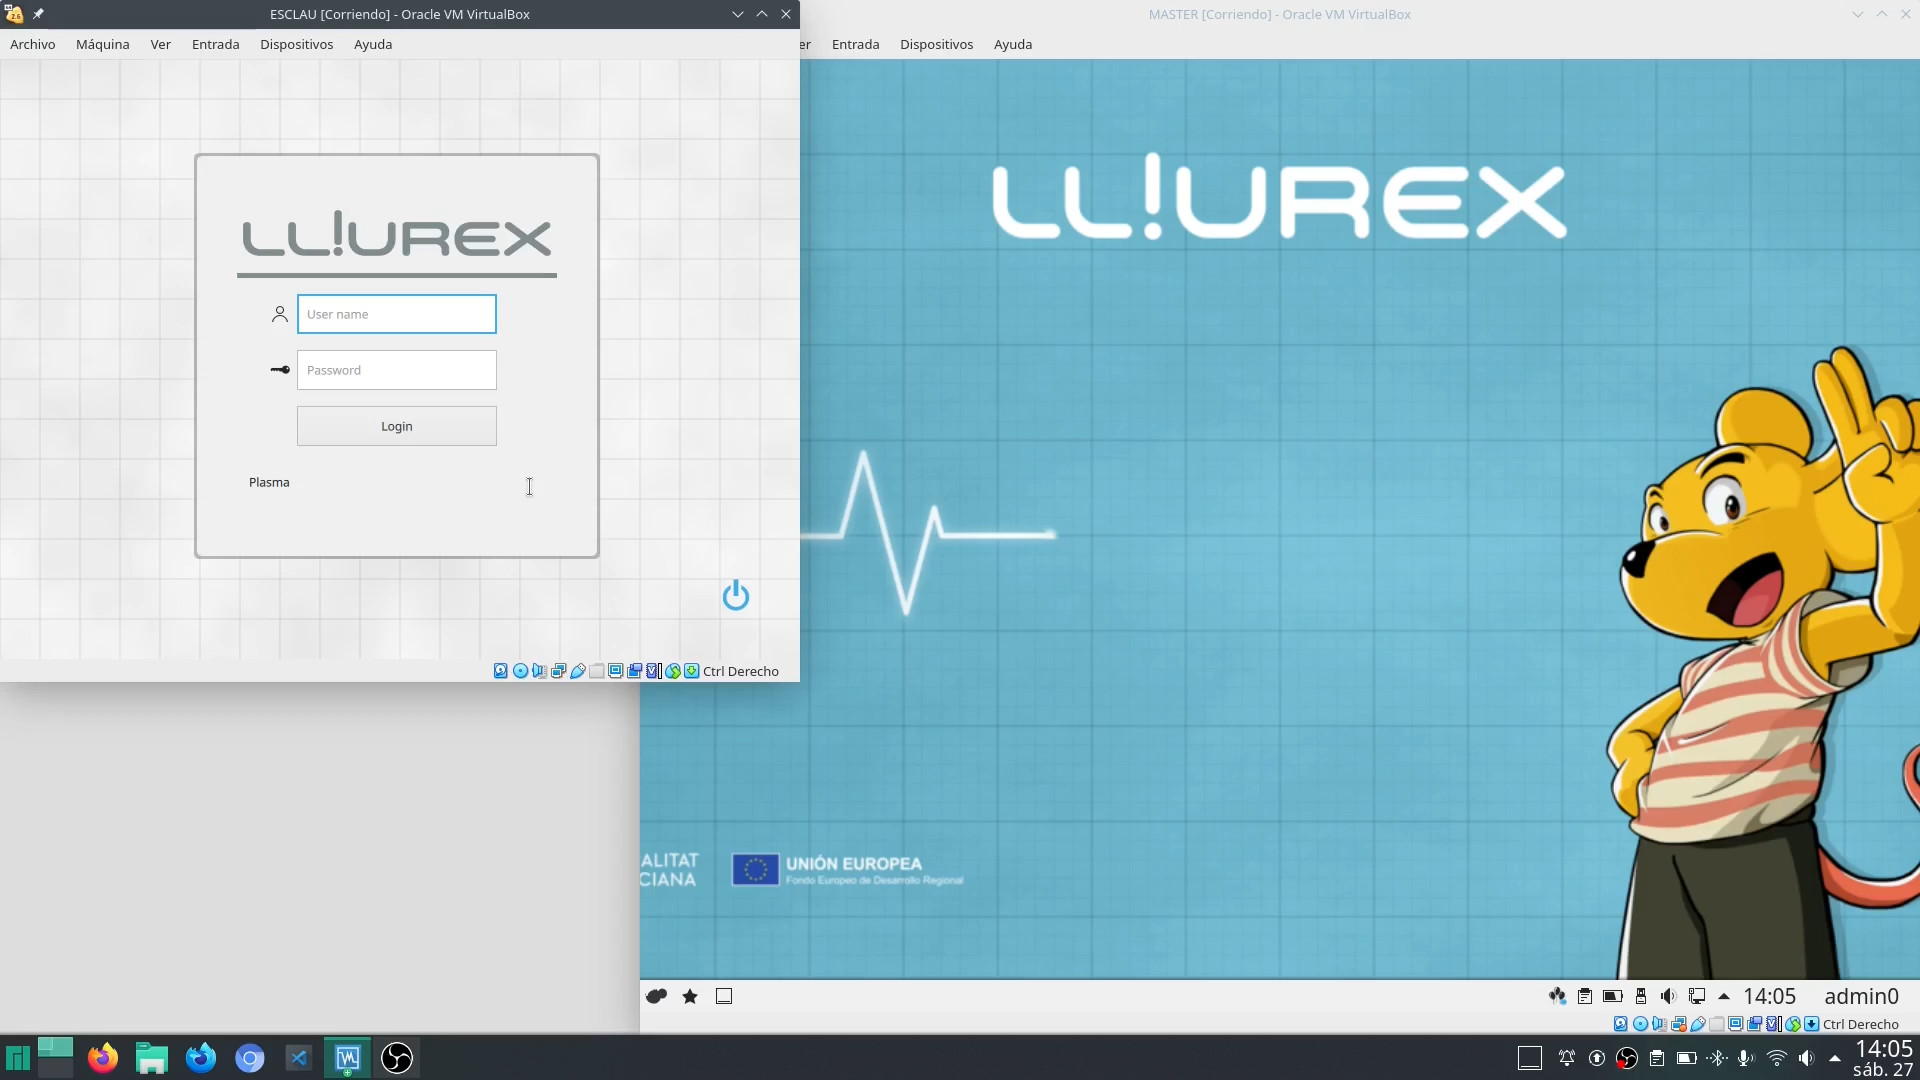 ESCLAU [Corriendo] - Oracle VM VirtualBox
MASTER [Corriendo] - Oracle VM VirtualBox
Archivo Máquina Ver Entrada Dispositivos Ayuda
er Entrada Dispositivos Ayuda
LL!UREX
LL!UREX
User name
Password
Login
Plasma
Ctrl Derecho
ALITAT
CIANA
UNIÓN EUROPEA
Fondo Europeo de Desarrollo Regional
14:05 admin0
Ctrl Derecho
14:05
sáb. 27